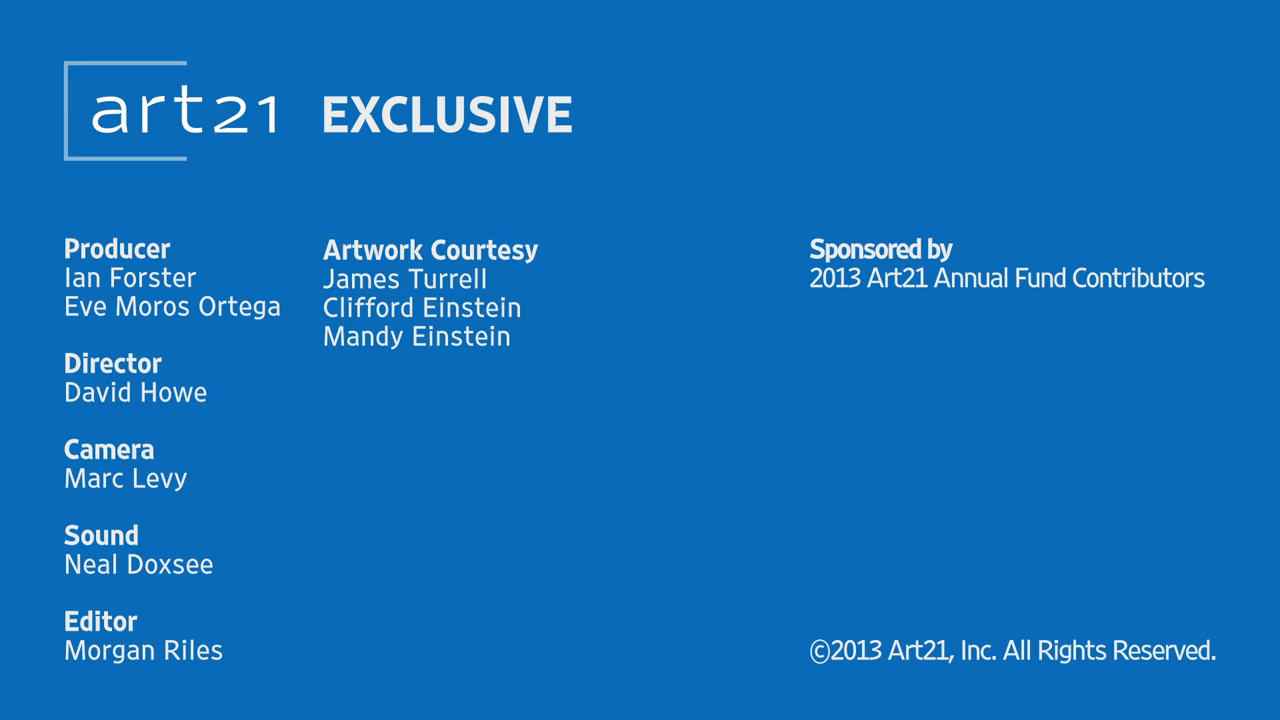 art21 EXCLUSIVE
Producer
Ian Forster
Eve Moros Ortega
Director
David Howe
Camera
Marc Levy
Sound
Neal Doxsee
Editor
Morgan Riles
Artwork Courtesy
James Turrell
Clifford Einstein
Mandy Einstein
Sponsored by
2013 Art21 Annual Fund Contributors
©2013 Art21, Inc. All Rights Reserved.